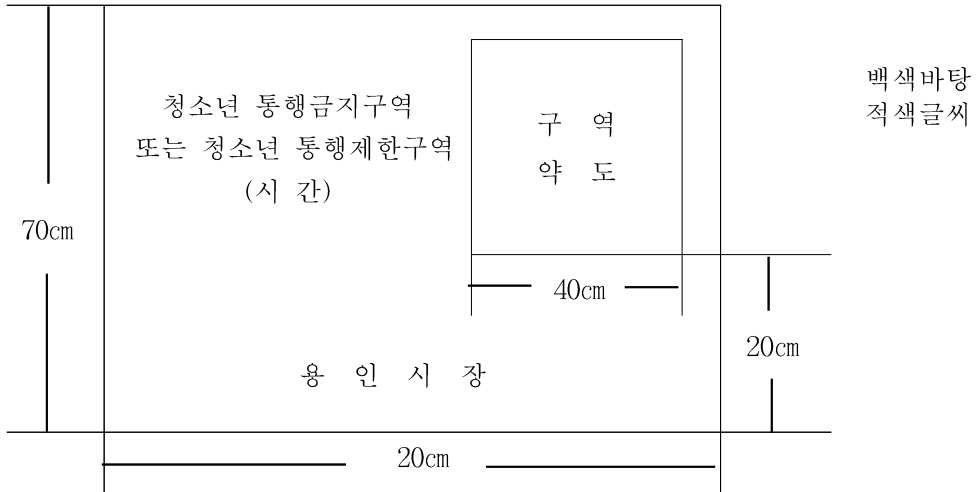 청소년 통행금지구역
또는 청소년 통행제한구역
(시 간)
구 역
약 도
백색바탕
적색글씨
70㎝
40㎝
20㎝
용 인 시 장
20㎝